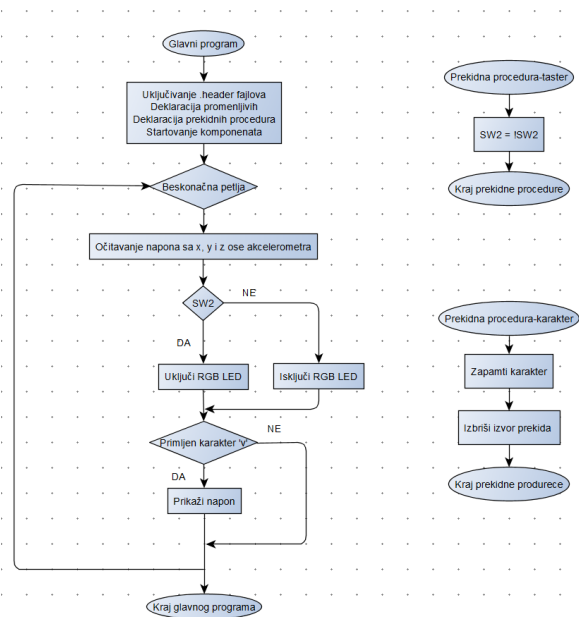 Glavni program
Uključivanje .header fajlova
Deklaracija promenljivih
Deklaracija prekidnih procedura
Startovanje komponenata
Beskonačna petlja
Očitavanje napona sa x, y i z ose akcelerometra
SW2
NE
DA
Uključi RGB LED
Isključi RGB LED
Primljen karakter 'v'
NE
DA
Prikaži napon
Kraj glavnog programa
Prekidna procedura-taster
SW2 = !SW2
Kraj prekidne procedure
Prekidna procedura-karakter
Zapamti karakter
Izbriši izvor prekida
Kraj prekidne produrece